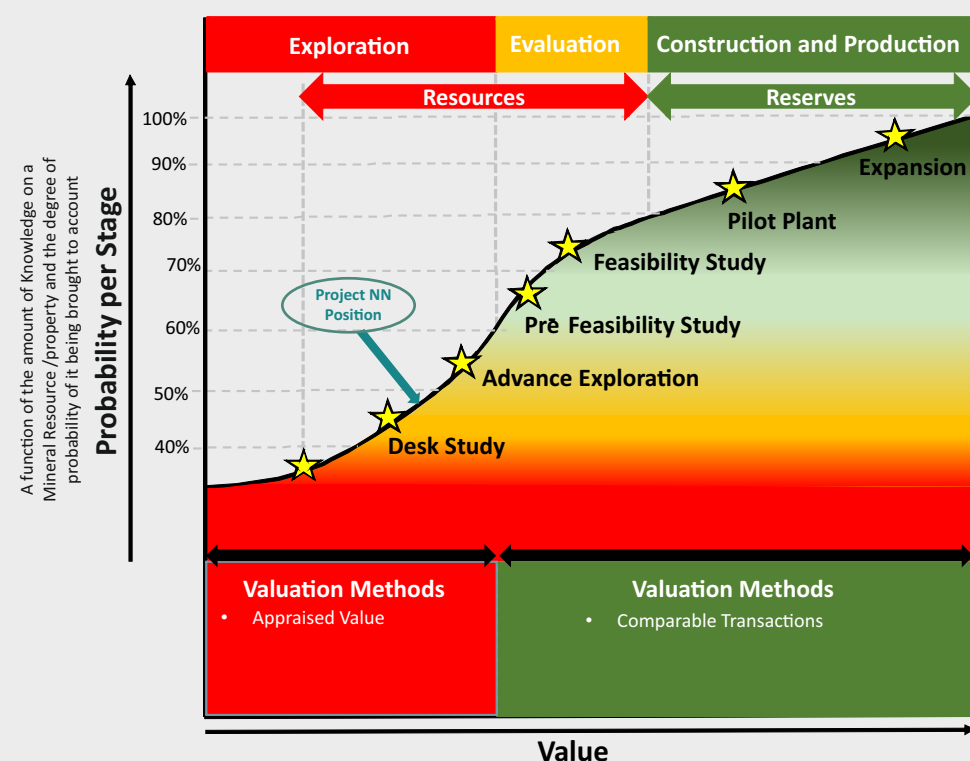 Exploration
Evaluation
Construction and Production
Resources
Reserves
100%
90%
80%
70%
60%
50%
40%
A function of the amount of Knowledge on a
Mineral Resource /property and the degree of
probability of it being brought to account
Probability per Stage
Expansion
Pilot Plant
Feasibility Study
Project NN
Position
Pre Feasibility Study
Advance Exploration
Desk Study
Valuation Methods
• Appraised Value
Valuation Methods
• Comparable Transactions
Value